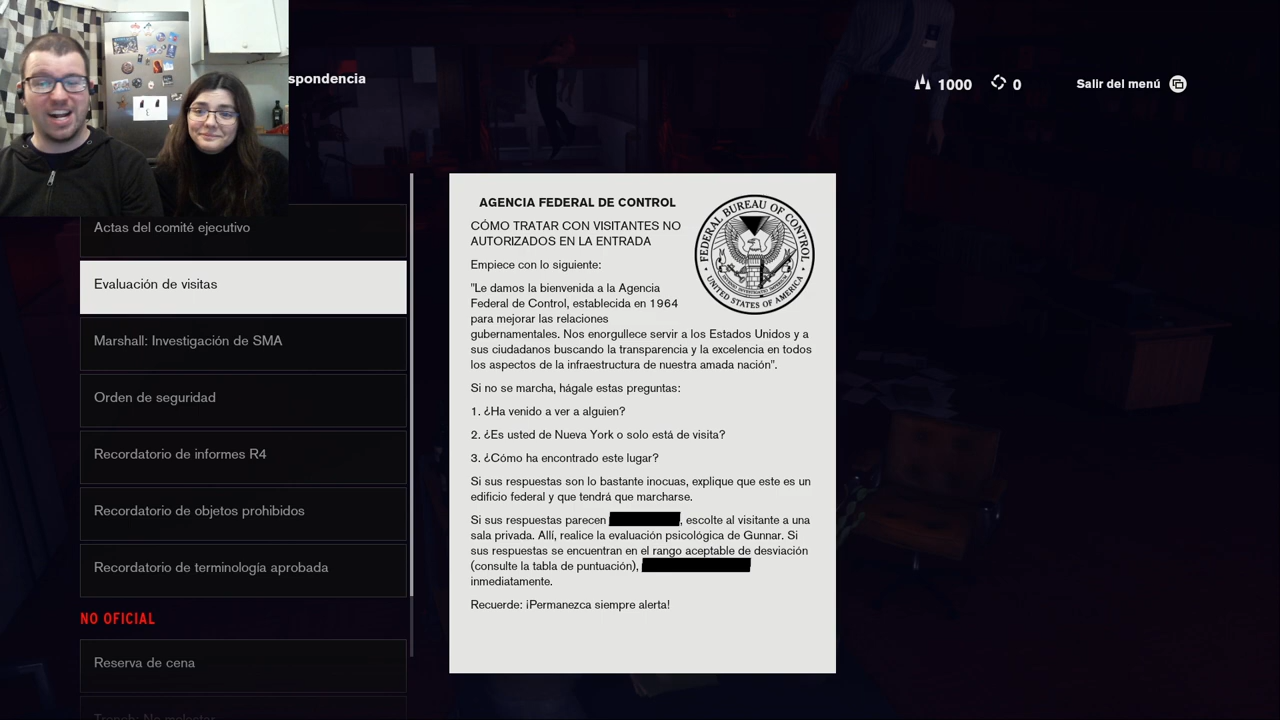 spondencia
1000
0
Salir del menú
Actas del comité ejecutivo
Evaluación de visitas
Marshall: Investigación de SMA
Orden de seguridad
Recordatorio de informes R4
Recordatorio de objetos prohibidos
Recordatorio de terminología aprobada
NO OFICIAL
Reserva de cena
Trench: No molestar
AGENCIA FEDERAL DE CONTROL
CÓMO TRATAR CON VISITANTES NO
AUTORIZADOS EN LA ENTRADA
Empiece con lo siguiente:
"Le damos la bienvenida a la Agencia
Federal de Control, establecida en 1964
para mejorar las relaciones
gubernamentales. Nos enorgullece servir a los Estados Unidos y a
sus ciudadanos buscando la transparencia y la excelencia en todos
los aspectos de la infraestructura de nuestra amada nación".
Si no se marcha, hágale estas preguntas:
1. ¿Ha venido a ver a alguien?
2. ¿Es usted de Nueva York o solo está de visita?
3. ¿Cómo ha encontrado este lugar?
Si sus respuestas son lo bastante inocuas, explique que este es un
edificio federal y que tendrá que marcharse.
Si sus respuestas parecen , escolte al visitante a una
sala privada. Allí, realice la evaluación psicológica de Gunnar. Si
sus respuestas se encuentran en el rango aceptable de desviación
(consulte la tabla de puntuación),
inmediatamente.
Recuerde: ¡Permanezca siempre alerta!
FEDERAL BUREAU OF CONTROL
UNITED STATES OF AMERICA